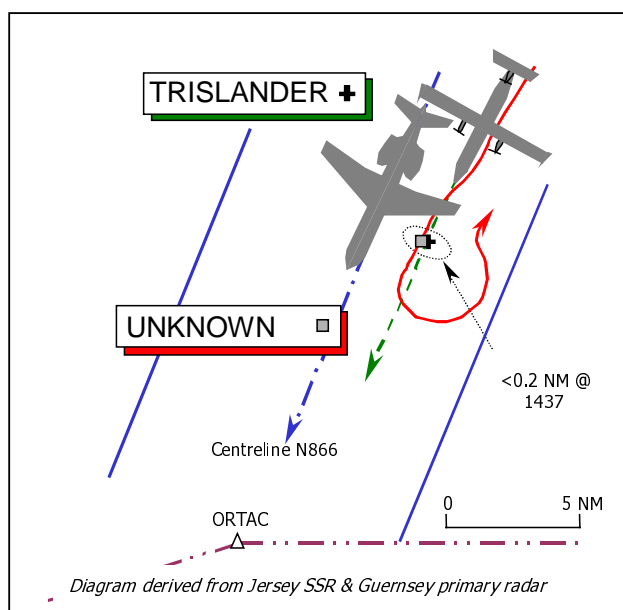 TRISLANDER
UNKNOWN
<0.2 NM @
1437
Centreline N866
0 5 NM
ORTAC
Diagram derived from Jersey SSR & Guernsey primary radar